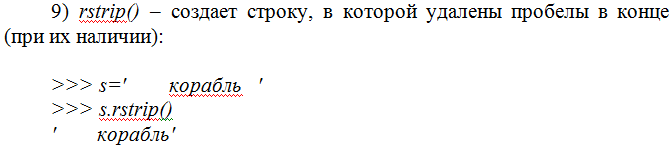 9) rstrip() – создает строку, в которой удалены пробелы в конце
(при их наличии):
>>> s='      корабль   '
>>> s.rstrip()
'      корабль'